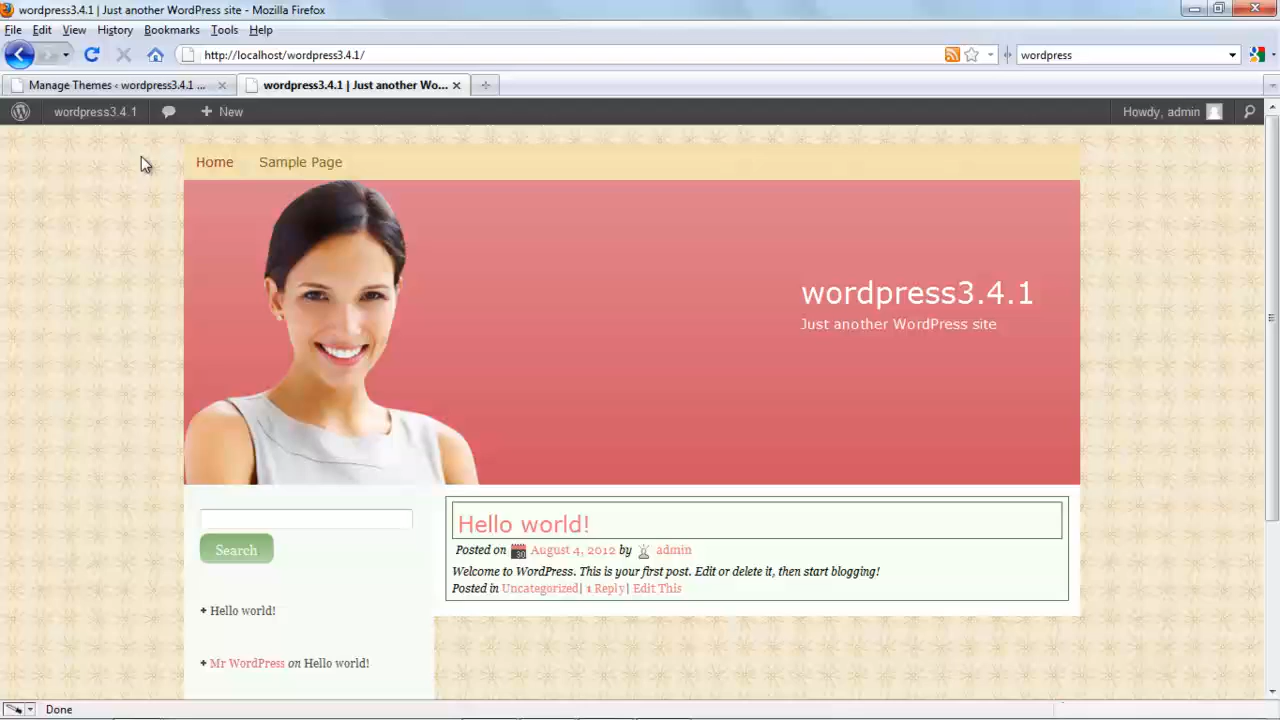 wordpress3.4.1 | Just another WordPress site - Mozilla Firefox
File Edit View History Bookmarks Tools Help
http://localhost/wordpress3.4.1/
wordpress
Manage Themes ‹ wordpress3.4.1 ...
wordpress3.4.1 | Just another Wo...
wordpress3.4.1
+ New
Howdy, admin
Home
Sample Page
wordpress3.4.1
Just another WordPress site
Search
Hello world!
Mr WordPress on Hello world!
Hello world!
Posted on August 4, 2012 by admin
Welcome to WordPress. This is your first post. Edit or delete it, then start blogging!
Posted in Uncategorized| 1 Reply| Edit This
Done